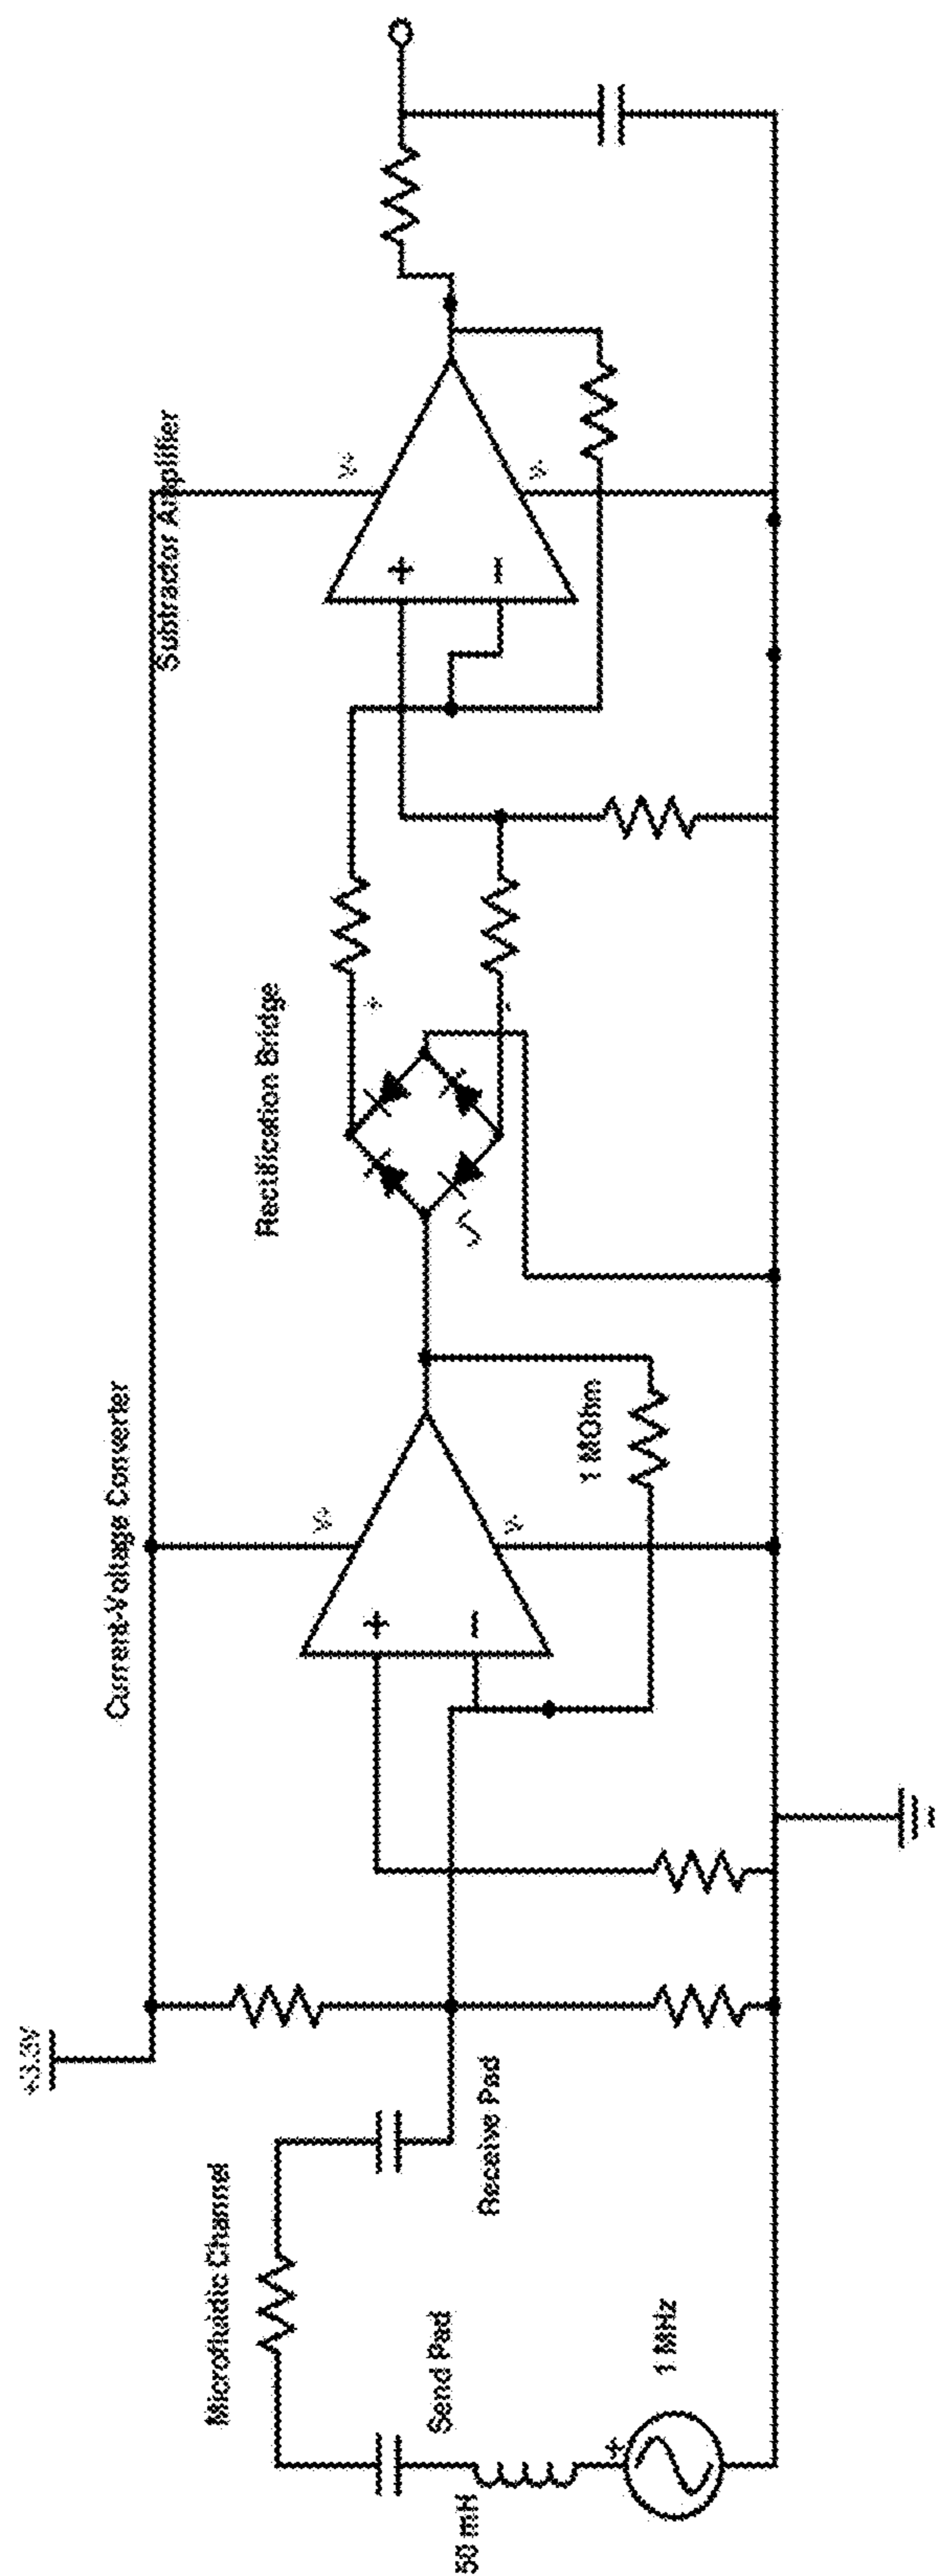 +3.3V
Current-Voltage Converter
Subtractor Amplifier
Rectification Bridge
Microfluidic Channel
Send Pad
Receive Pad
50 mH
1 MHz
1 MOhm
+
−
+
−
+
-
+